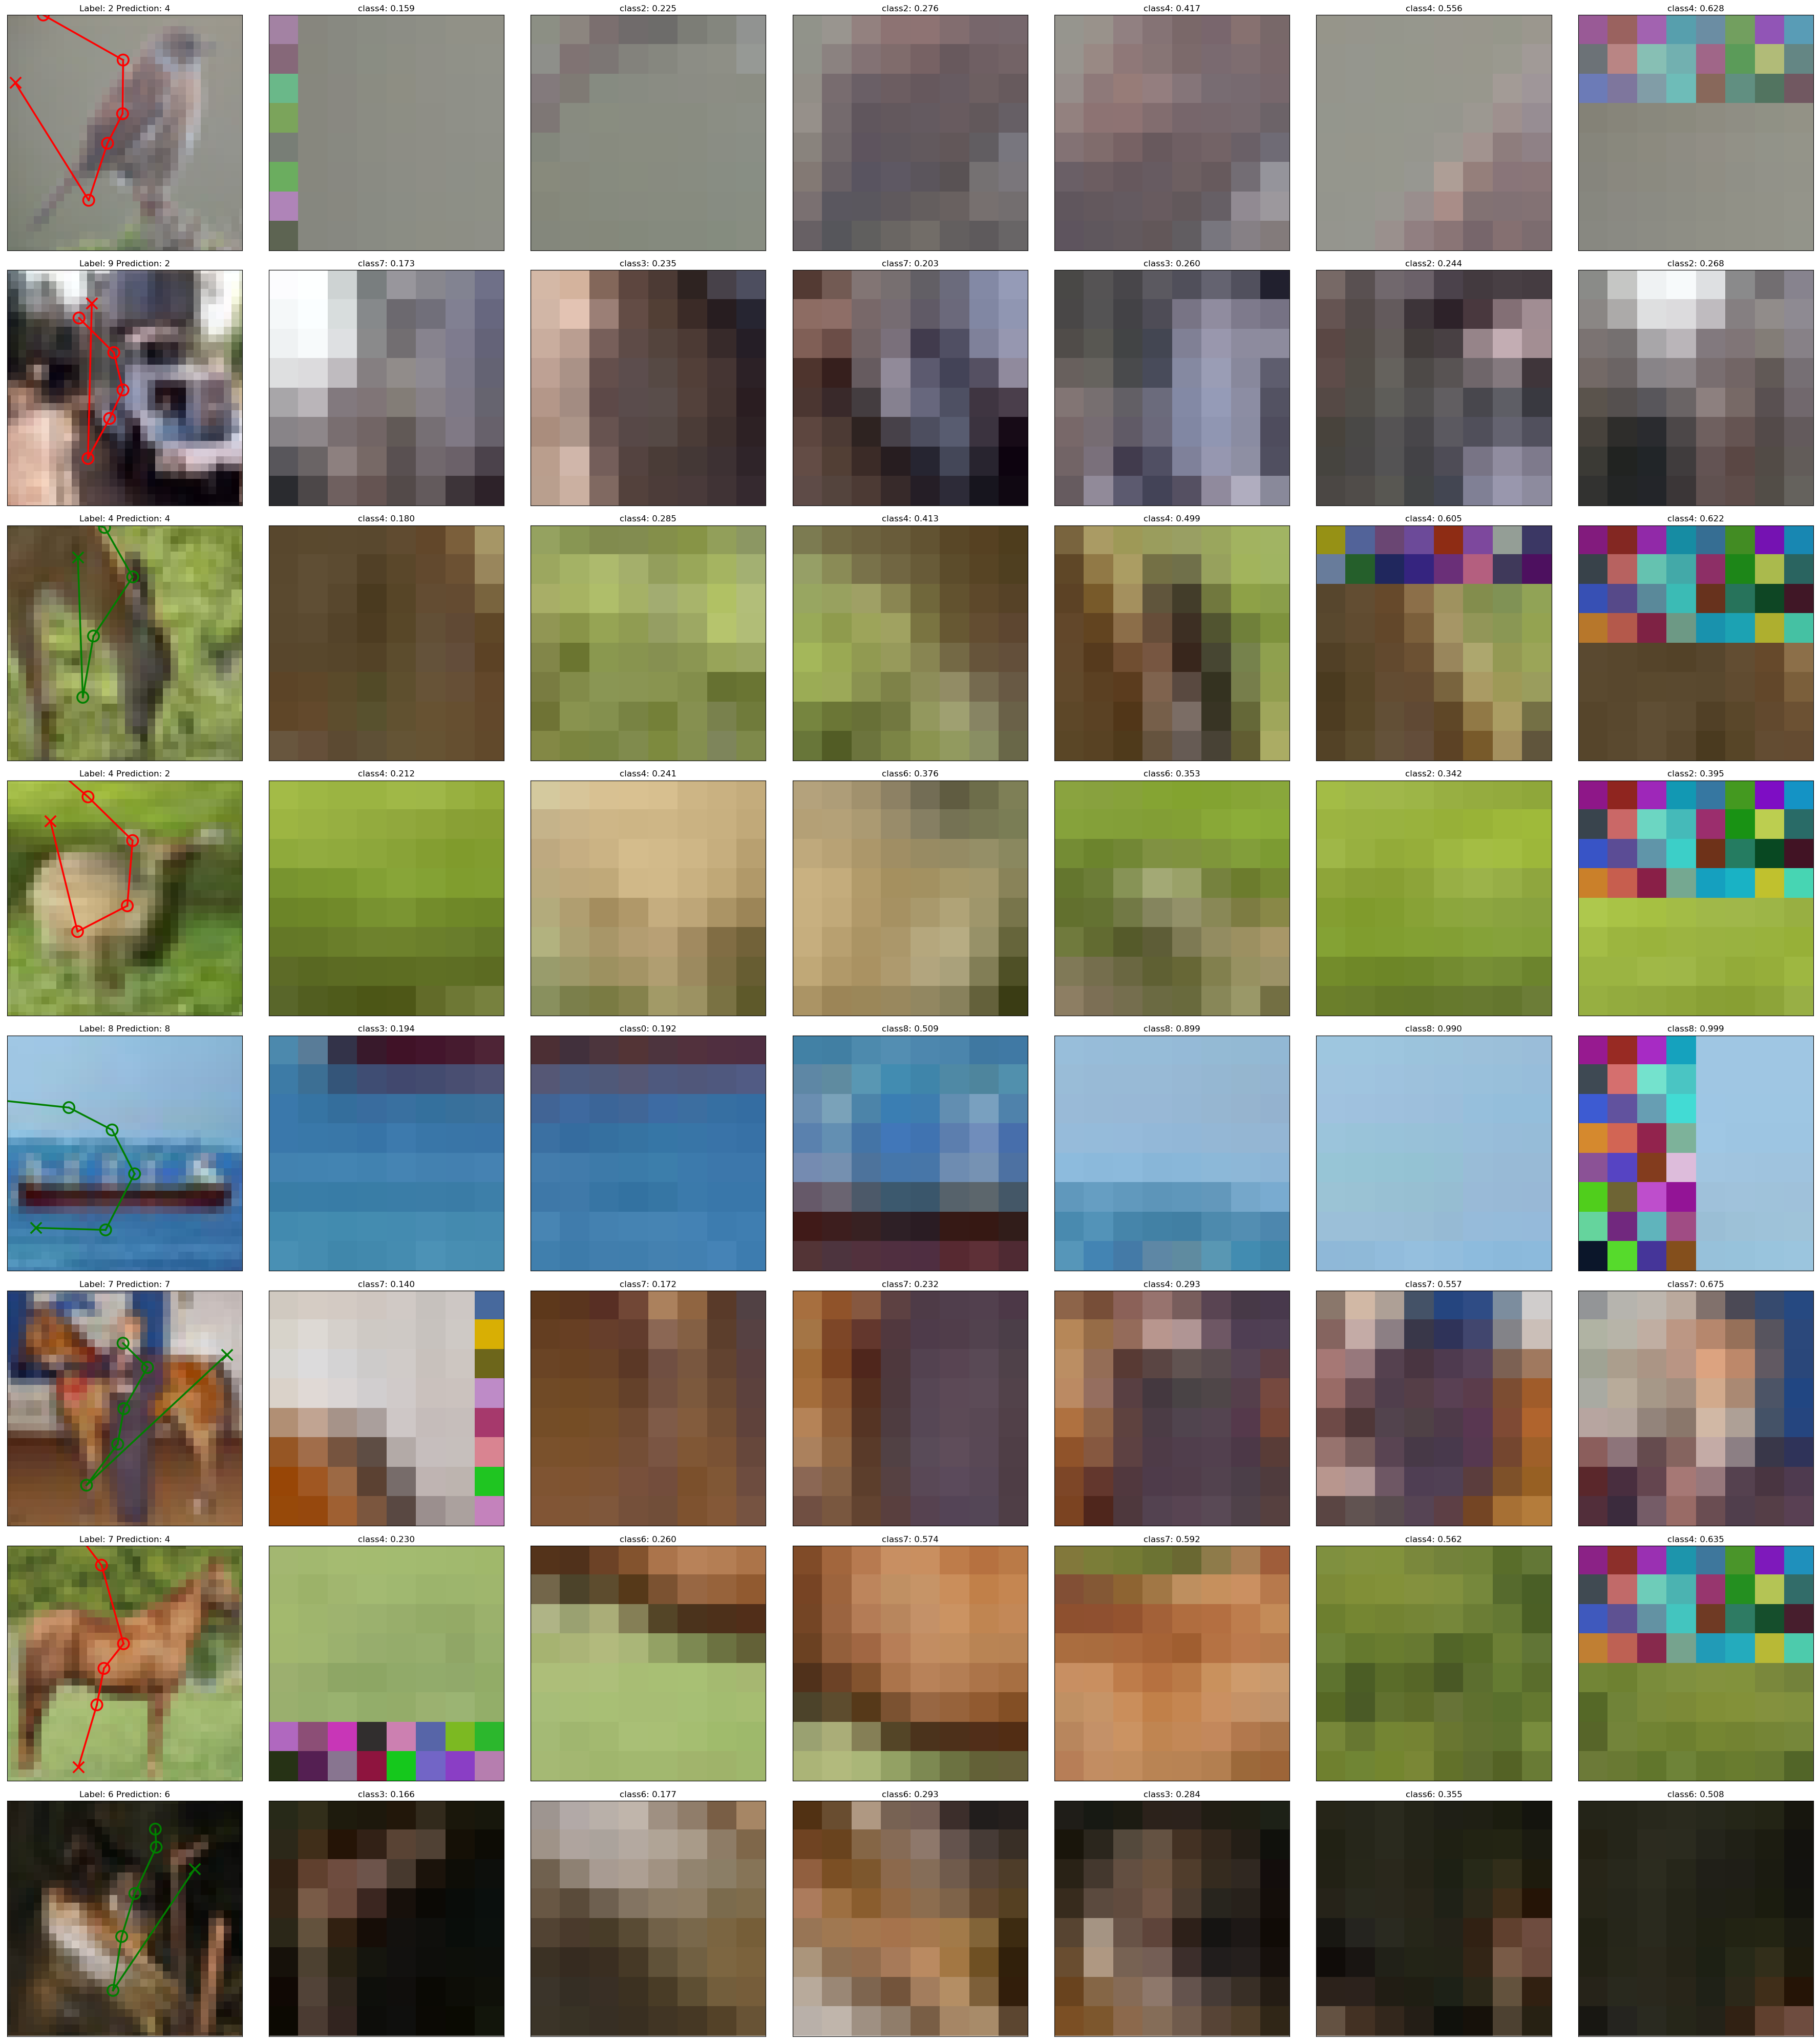 Label: 2 Prediction: 4 class4: 0.159 class2: 0.225 class2: 0.276 class4: 0.417 class4: 0.556 class4: 0.628
Label: 9 Prediction: 2 class7: 0.173 class3: 0.235 class7: 0.203 class3: 0.260 class2: 0.244 class2: 0.268
Label: 4 Prediction: 4 class4: 0.180 class4: 0.285 class4: 0.413 class4: 0.499 class4: 0.605 class4: 0.622
Label: 4 Prediction: 2 class4: 0.212 class4: 0.241 class6: 0.376 class6: 0.353 class2: 0.342 class2: 0.395
Label: 8 Prediction: 8 class3: 0.194 class0: 0.192 class8: 0.509 class8: 0.899 class8: 0.990 class8: 0.999
Label: 7 Prediction: 7 class7: 0.140 class7: 0.172 class7: 0.232 class4: 0.293 class7: 0.557 class7: 0.675
Label: 7 Prediction: 4 class4: 0.230 class6: 0.260 class7: 0.574 class7: 0.592 class4: 0.562 class4: 0.635
Label: 6 Prediction: 6 class3: 0.166 class6: 0.177 class6: 0.293 class3: 0.284 class6: 0.355 class6: 0.508